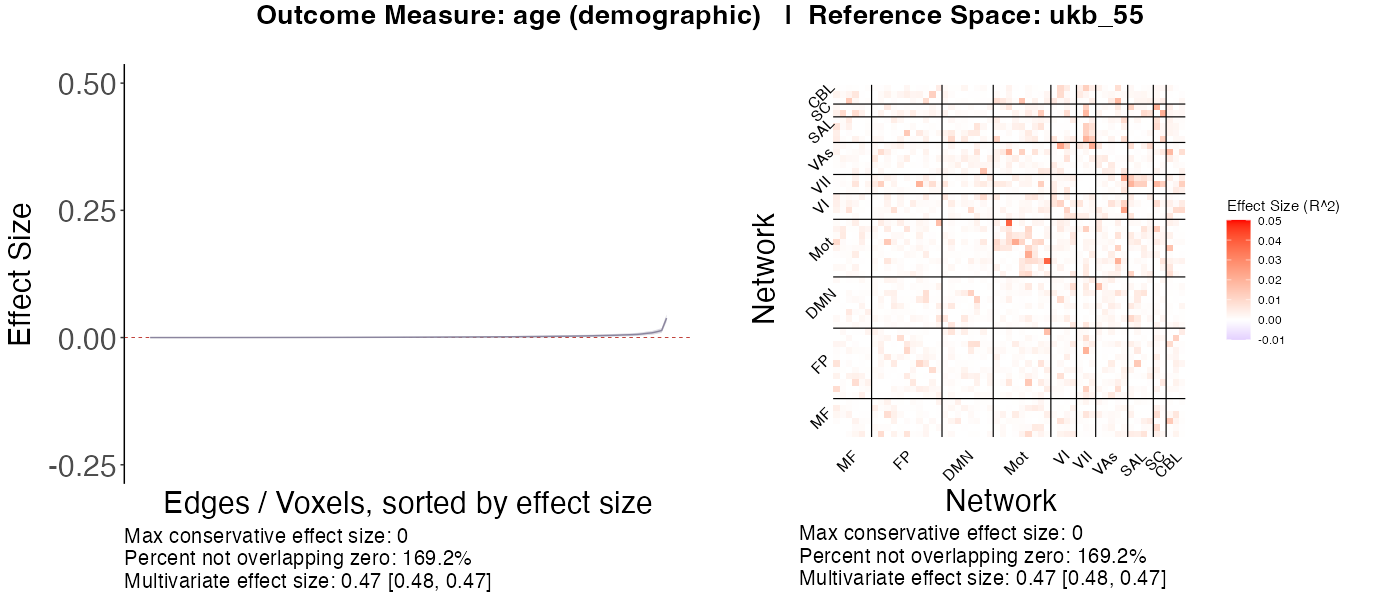 Outcome Measure: age (demographic) | Reference Space: ukb_55
Effect Size
0.50
0.25
0.00
-0.25
Edges / Voxels, sorted by effect size
Max conservative effect size: 0
Percent not overlapping zero: 169.2%
Multivariate effect size: 0.47 [0.48, 0.47]
Network
CBL
SC
SAL
VAs
VII
VI
Mot
DMN
FP
MF
MF
FP
DMN
Mot
VI
VII
VAs
SAL
SC
CBL
Network
Max conservative effect size: 0
Percent not overlapping zero: 169.2%
Multivariate effect size: 0.47 [0.48, 0.47]
Effect Size (R^2)
0.05
0.04
0.03
0.02
0.01
0.00
-0.01